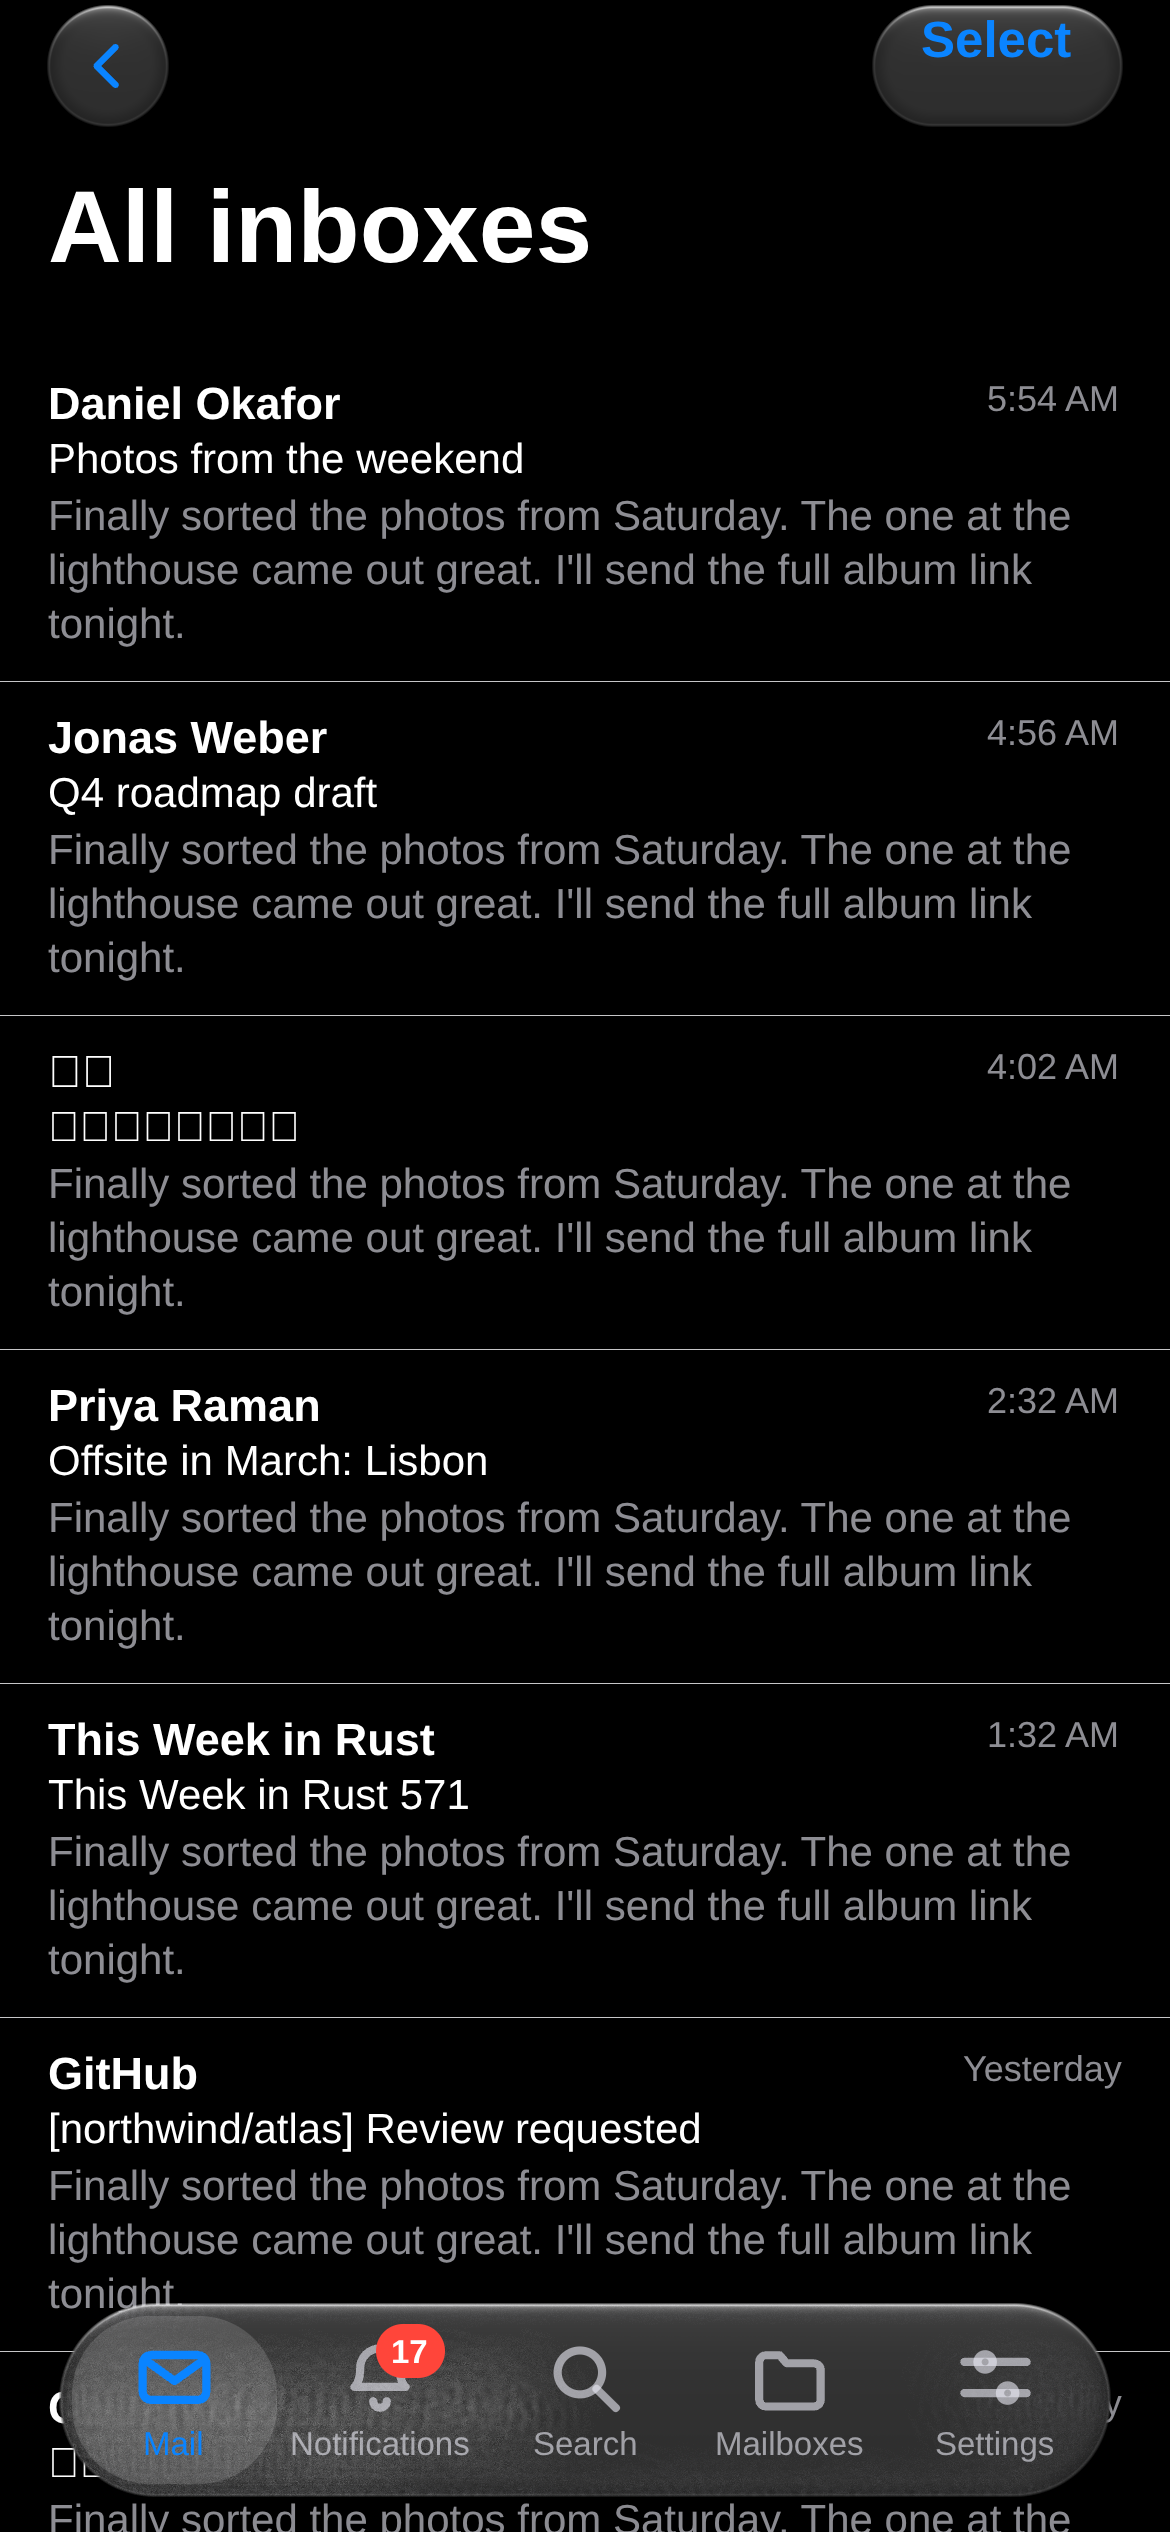 Select
All inboxes
Daniel Okafor 5:54 AM
Photos from the weekend
Finally sorted the photos from Saturday. The one at the
lighthouse came out great. I'll send the full album link
tonight.
Jonas Weber 4:56 AM
Q4 roadmap draft
Finally sorted the photos from Saturday. The one at the
lighthouse came out great. I'll send the full album link
tonight.
4:02 AM
Finally sorted the photos from Saturday. The one at the
lighthouse came out great. I'll send the full album link
tonight.
Priya Raman 2:32 AM
Offsite in March: Lisbon
Finally sorted the photos from Saturday. The one at the
lighthouse came out great. I'll send the full album link
tonight.
This Week in Rust 1:32 AM
This Week in Rust 571
Finally sorted the photos from Saturday. The one at the
lighthouse came out great. I'll send the full album link
tonight.
GitHub Yesterday
[northwind/atlas] Review requested
Finally sorted the photos from Saturday. The one at the
lighthouse came out great. I'll send the full album link
tonight.
17
Mail Notifications Search Mailboxes Settings
Finally sorted the photos from Saturday. The one at the